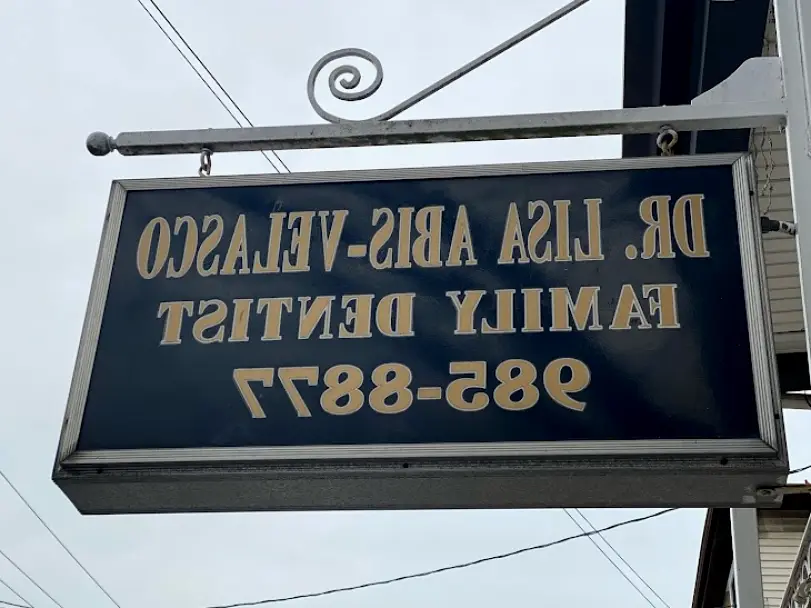 DR. LISA ABIS-VELASCO
FAMILY DENTIST
985-8877